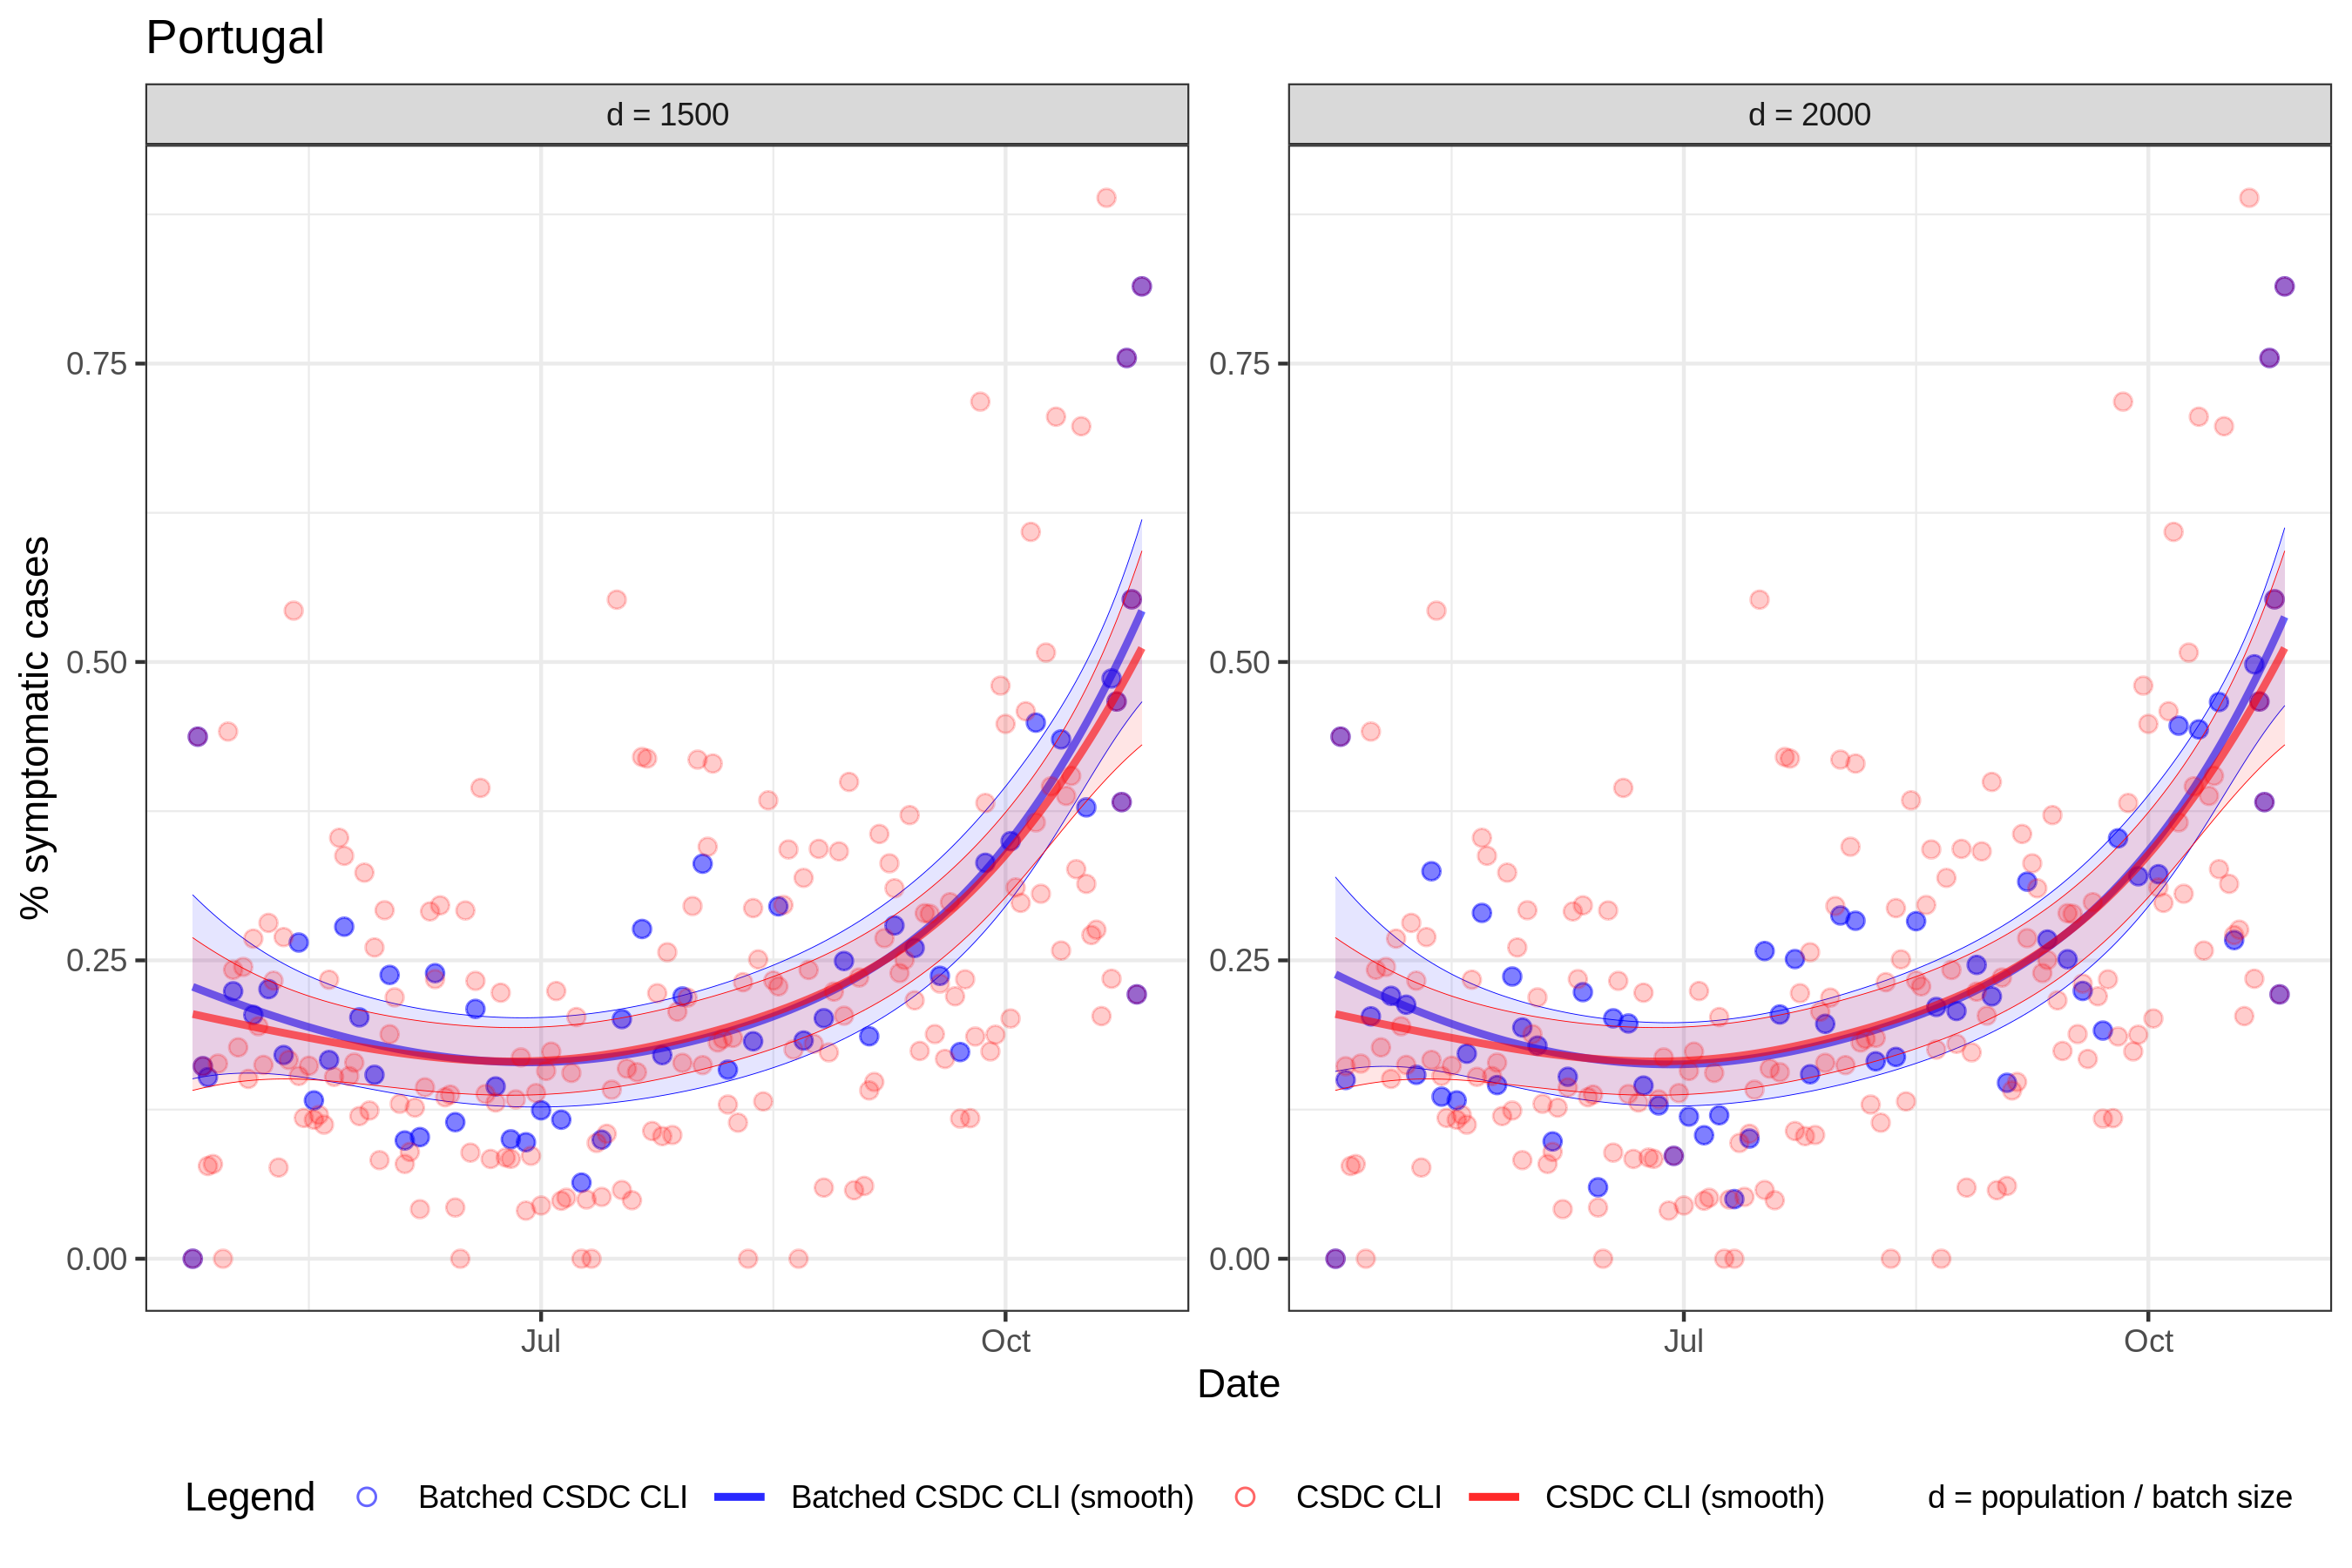 Portugal
d = 1500
d = 2000
% symptomatic cases
0.75
0.50
0.25
0.00
0.75
0.50
0.25
0.00
Jul
Oct
Jul
Oct
Date
Legend
Batched CSDC CLI
Batched CSDC CLI (smooth)
CSDC CLI
CSDC CLI (smooth)
d = population / batch size